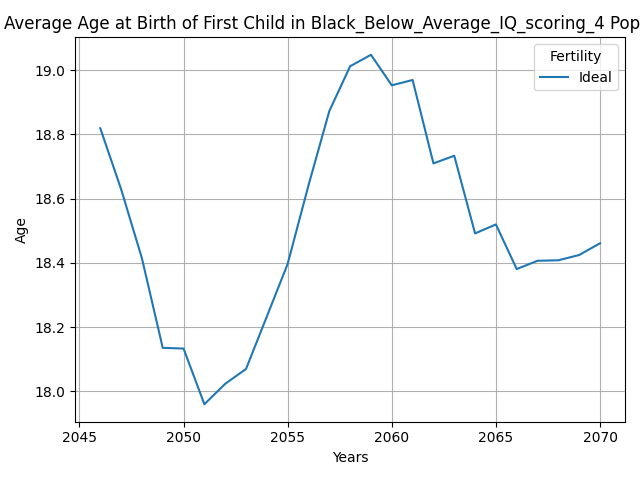 Average Age at Birth of First Child in Black_Below_Average_IQ_scoring_4 Pop
Fertility
Ideal
19.0
18.8
18.6
18.4
18.2
18.0
Age
2045
2050
2055
2060
2065
2070
Years